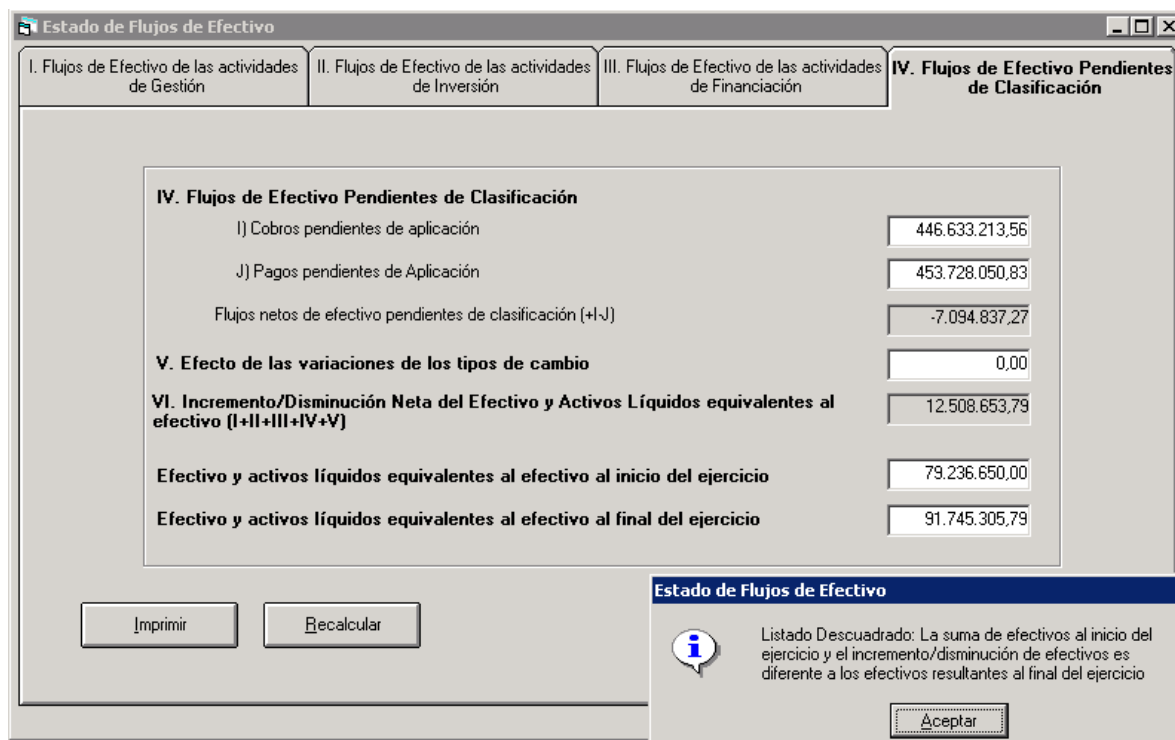 Estado de Flujos de Efectivo
I. Flujos de Efectivo de las actividades
de Gestión
II. Flujos de Efectivo de las actividades
de Inversión
III. Flujos de Efectivo de las actividades
de Financiación
IV. Flujos de Efectivo Pendientes
de Clasificación
IV. Flujos de Efectivo Pendientes de Clasificación
I) Cobros pendientes de aplicación 446.633.213,56
J) Pagos pendientes de Aplicación 453.728.050,83
Flujos netos de efectivo pendientes de clasificación (+I-J) -7.094.837,27
V. Efecto de las variaciones de los tipos de cambio 0,00
VI. Incremento/Disminución Neta del Efectivo y Activos Líquidos equivalentes al
efectivo (I+II+III+IV+V) 12.508.653,79
Efectivo y activos líquidos equivalentes al efectivo al inicio del ejercicio 79.236.650,00
Efectivo y activos líquidos equivalentes al efectivo al final del ejercicio 91.745.305,79
Imprimir
Recalcular
Estado de Flujos de Efectivo
Listado Descuadrado: La suma de efectivos al inicio del
ejercicio y el incremento/disminución de efectivos es
diferente a los efectivos resultantes al final del ejercicio
Aceptar